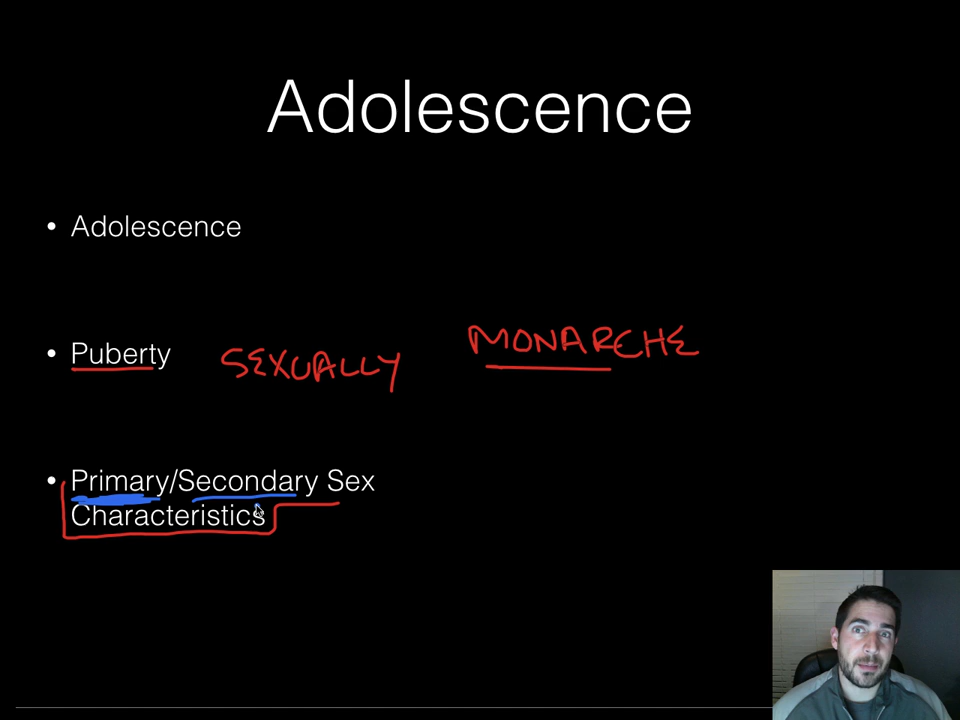 Adolescence
• Adolescence
• Puberty SEXUALLY MONARCHE
• Primary/Secondary Sex
Characteristics